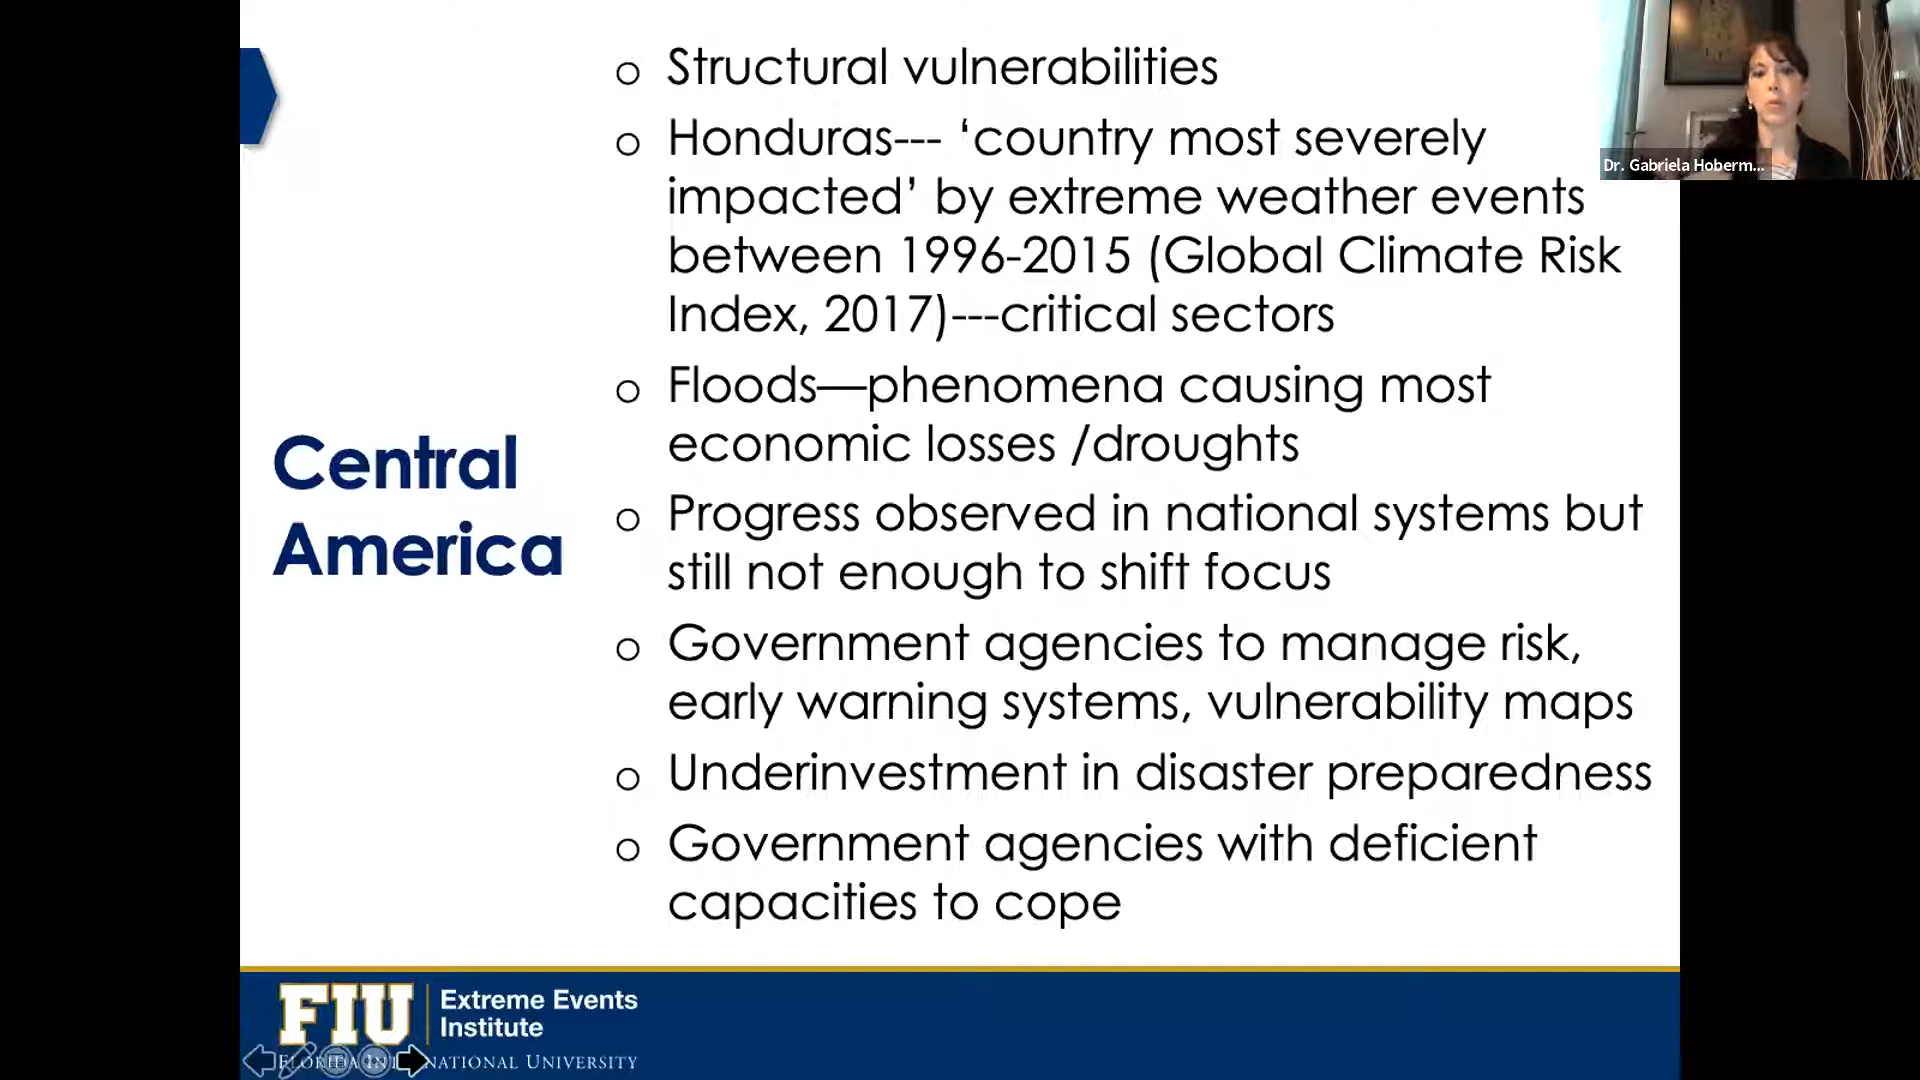 Central
America
o Structural vulnerabilities
o Honduras--- ‘country most severely
impacted’ by extreme weather events
between 1996-2015 (Global Climate Risk
Index, 2017)---critical sectors
o Floods—phenomena causing most
economic losses /droughts
o Progress observed in national systems but
still not enough to shift focus
o Government agencies to manage risk,
early warning systems, vulnerability maps
o Underinvestment in disaster preparedness
o Government agencies with deficient
capacities to cope
Dr. Gabriela Hoberm...
FIU
Extreme Events
Institute
FLORIDA INTERNATIONAL UNIVERSITY